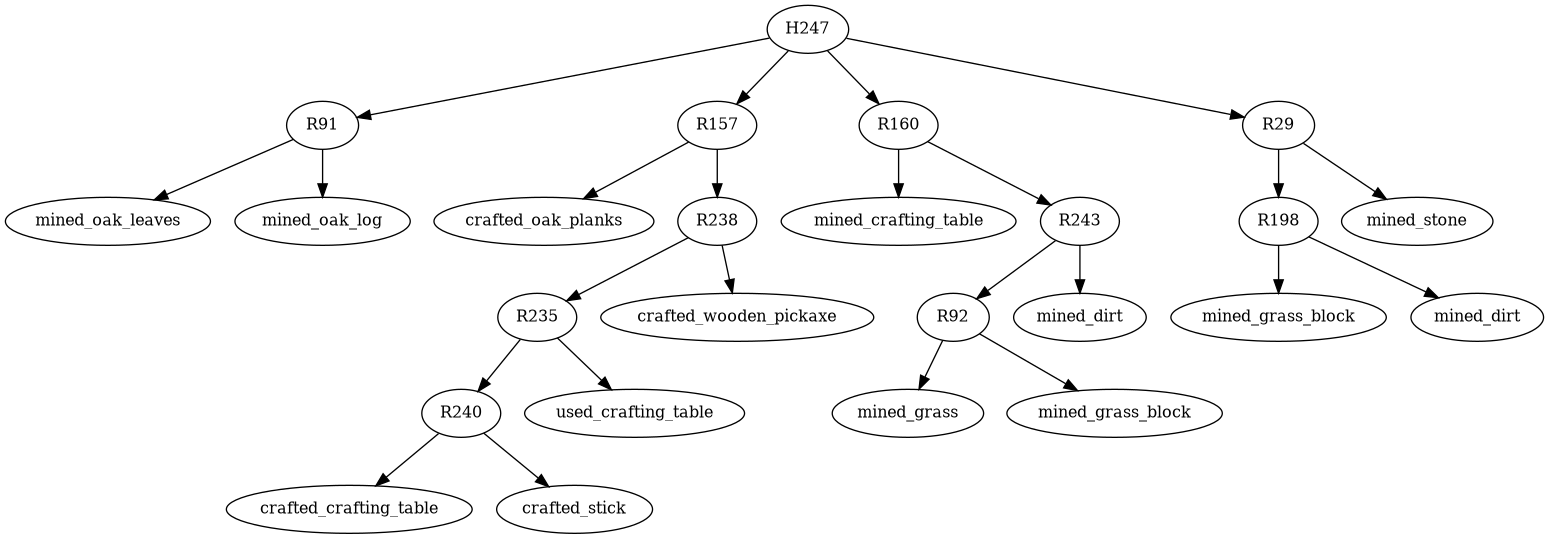 H247
R91
R157
R160
R29
mined_oak_leaves
mined_oak_log
crafted_oak_planks
R238
mined_crafting_table
R243
R198
mined_stone
R235
crafted_wooden_pickaxe
R92
mined_dirt
mined_grass_block
mined_dirt
R240
used_crafting_table
mined_grass
mined_grass_block
crafted_crafting_table
crafted_stick